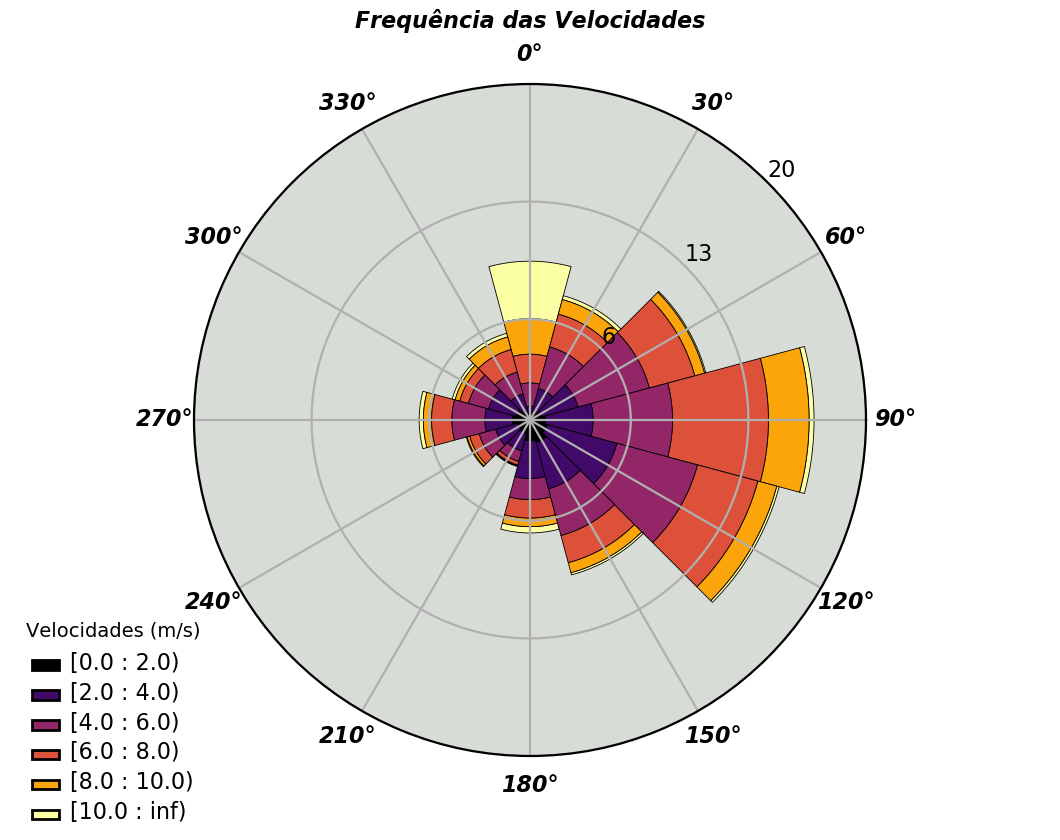 Frequência das Velocidades
0°
330°
30°
20
300°
60°
13
6
270°
90°
240°
120°
210°
150°
180°
Velocidades (m/s)
[0.0 : 2.0)
[2.0 : 4.0)
[4.0 : 6.0)
[6.0 : 8.0)
[8.0 : 10.0)
[10.0 : inf)